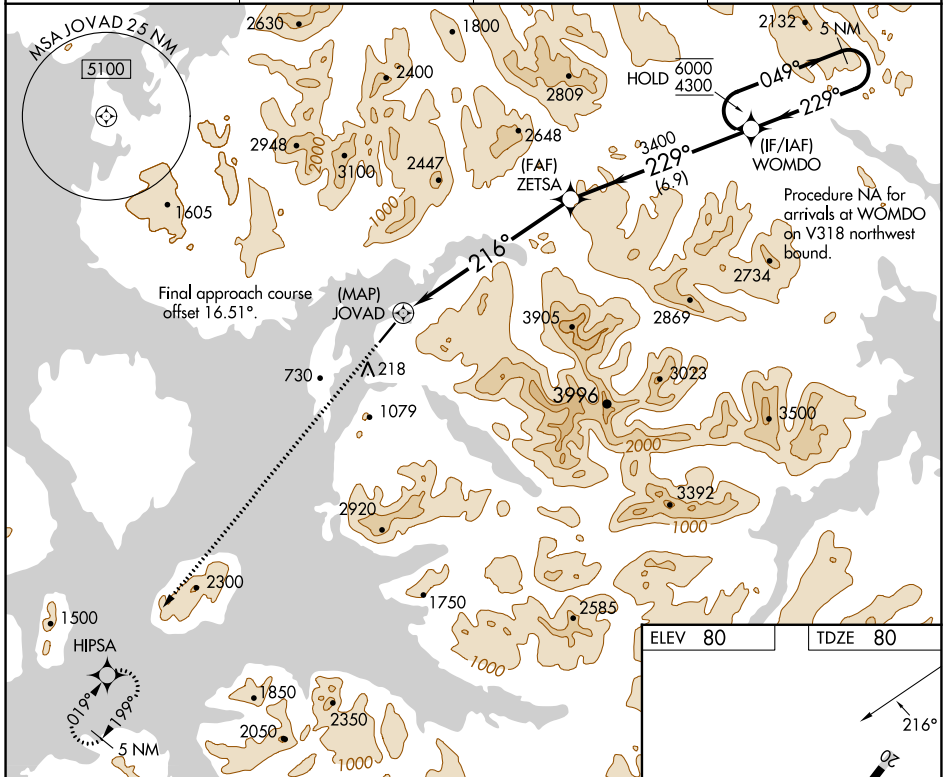 MSA JOVAD 25 NM
5100
2630
1800
2132
5 NM
2400
2809
HOLD
6000
4300
049°
229°
2948
2000
3100
2447
2648
1000
1605
(FAF)
ZETSA
3400
229°
(6.9)
(IF/IAF)
WOMDO
Procedure NA for
arrivals at WOMDO
on V318 northwest
bound.
216°
2734
2869
Final approach course
offset 16.51°.
(MAP)
JOVAD
3905
730
218
3023
1079
3996
3500
2000
2920
3392
1000
2300
1750
2585
1000
1500
HIPSA
019°
199°
5 NM
1850
2350
2050
1000
ELEV 80
TDZE 80
216°
20